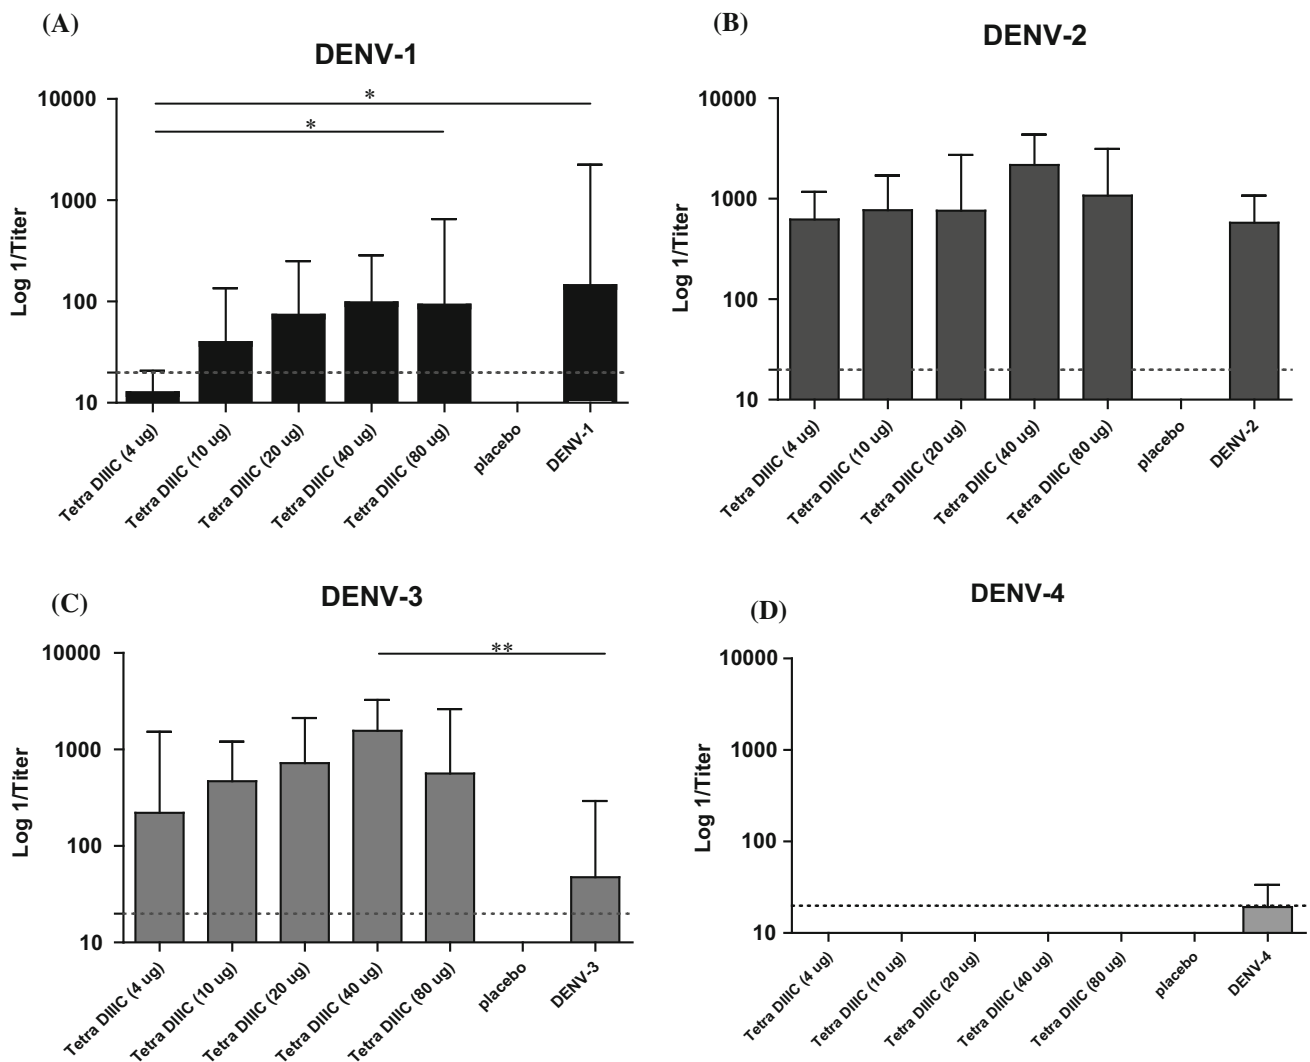 (A)
DENV-1
*
*
10000
1000
100
10
Log 1/Titer
Tetra DIIIC (4 ug)
Tetra DIIIC (10 ug)
Tetra DIIIC (20 ug)
Tetra DIIIC (40 ug)
Tetra DIIIC (80 ug)
placebo
DENV-1
(B)
DENV-2
10000
1000
100
10
Log 1/Titer
Tetra DIIIC (4 ug)
Tetra DIIIC (10 ug)
Tetra DIIIC (20 ug)
Tetra DIIIC (40 ug)
Tetra DIIIC (80 ug)
placebo
DENV-2
(C)
DENV-3
**
10000
1000
100
10
Log 1/Titer
Tetra DIIIC (4 ug)
Tetra DIIIC (10 ug)
Tetra DIIIC (20 ug)
Tetra DIIIC (40 ug)
Tetra DIIIC (80 ug)
placebo
DENV-3
(D)
DENV-4
10000
1000
100
10
Log 1/Titer
Tetra DIIIC (4 ug)
Tetra DIIIC (10 ug)
Tetra DIIIC (20 ug)
Tetra DIIIC (40 ug)
Tetra DIIIC (80 ug)
placebo
DENV-4